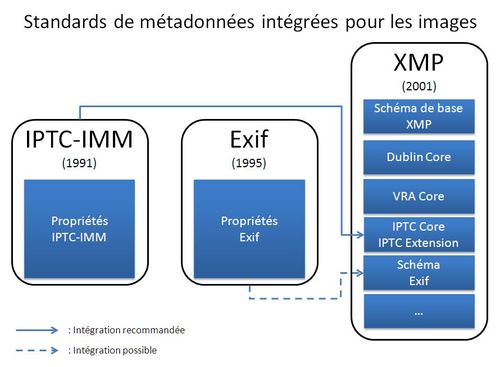 Standards de métadonnées intégrées pour les images
IPTC-IMM
(1991)
Propriétés
IPTC-IMM
Exif
(1995)
Propriétés
Exif
XMP
(2001)
Schéma de base
XMP
Dublin Core
VRA Core
IPTC Core
IPTC Extension
Schéma
Exif
...
: Intégration recommandée
: Intégration possible